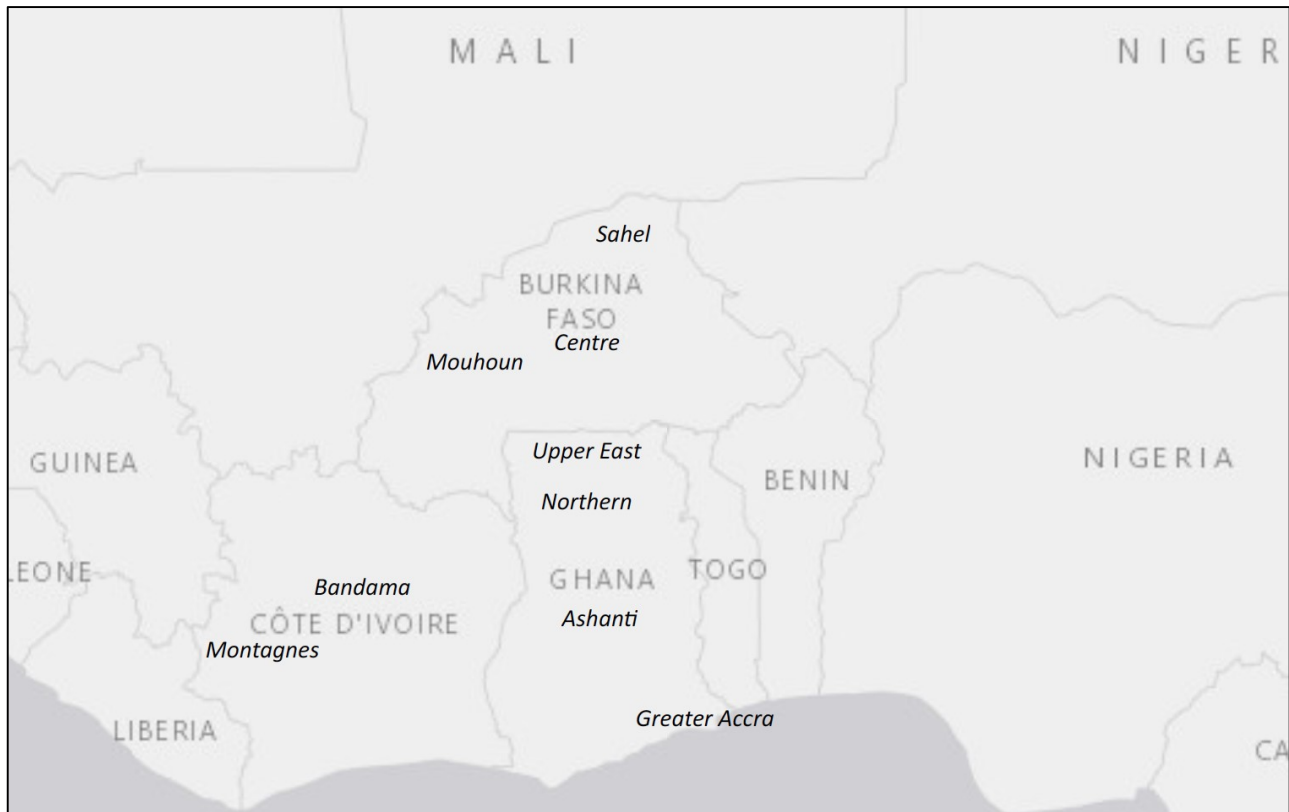 MALI
NIGER
Sahel
BURKINA
FASO
Centre
Mouhoun
Upper East
GUINEA
NIGERIA
BENIN
Northern
LEONE
TOGO
GHANA
Bandama
Ashanti
CÔTE D'IVOIRE
Montagnes
Greater Accra
LIBERIA
CA